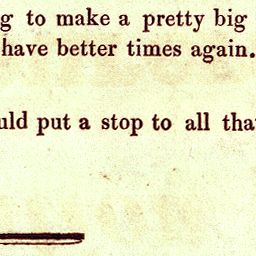 g to make a pretty big
have better times again.
uld put a stop to all tha